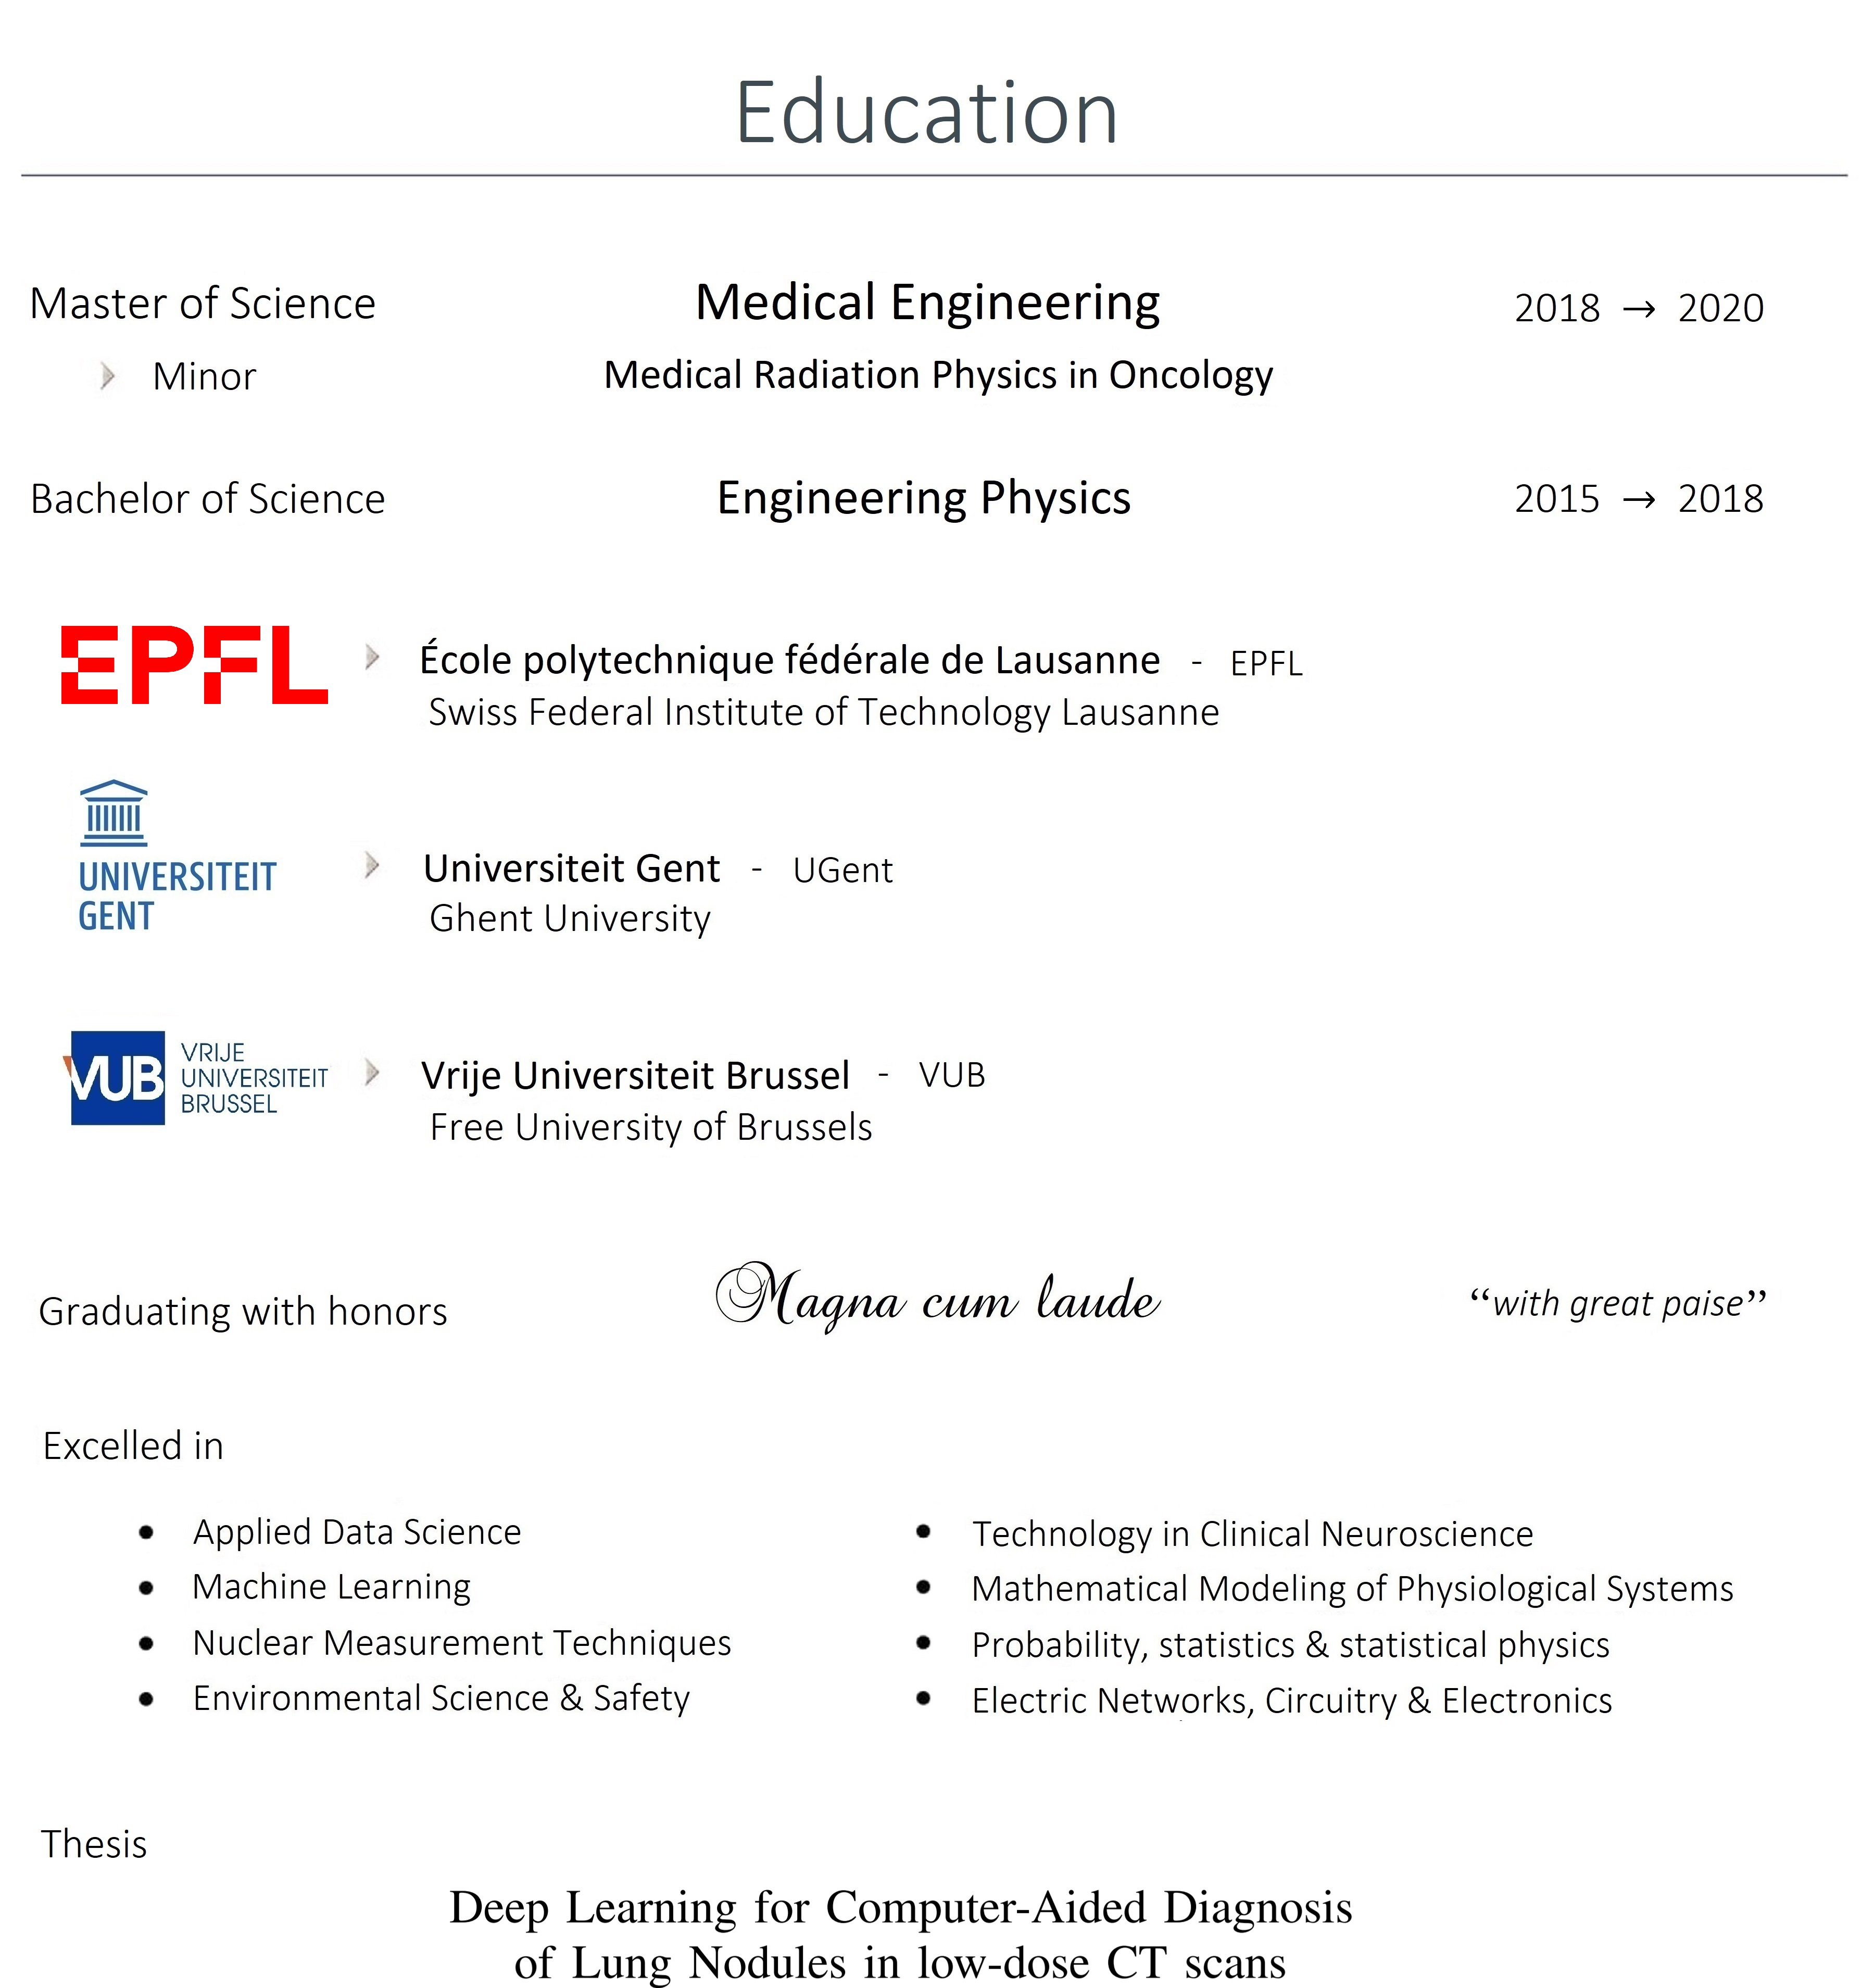 Education
Master of Science Medical Engineering 2018 → 2020
Minor Medical Radiation Physics in Oncology
Bachelor of Science Engineering Physics 2015 → 2018
EPFL École polytechnique fédérale de Lausanne - EPFL
Swiss Federal Institute of Technology Lausanne
UNIVERSITEIT
GENT
Universiteit Gent - UGent
Ghent University
VUB
VRIJE
UNIVERSITEIT
BRUSSEL
Vrije Universiteit Brussel - VUB
Free University of Brussels
Graduating with honors Magna cum laude “with great paise”
Excelled in
• Applied Data Science
• Machine Learning
• Nuclear Measurement Techniques
• Environmental Science & Safety
• Technology in Clinical Neuroscience
• Mathematical Modeling of Physiological Systems
• Probability, statistics & statistical physics
• Electric Networks, Circuitry & Electronics
Thesis
Deep Learning for Computer-Aided Diagnosis
of Lung Nodules in low-dose CT scans